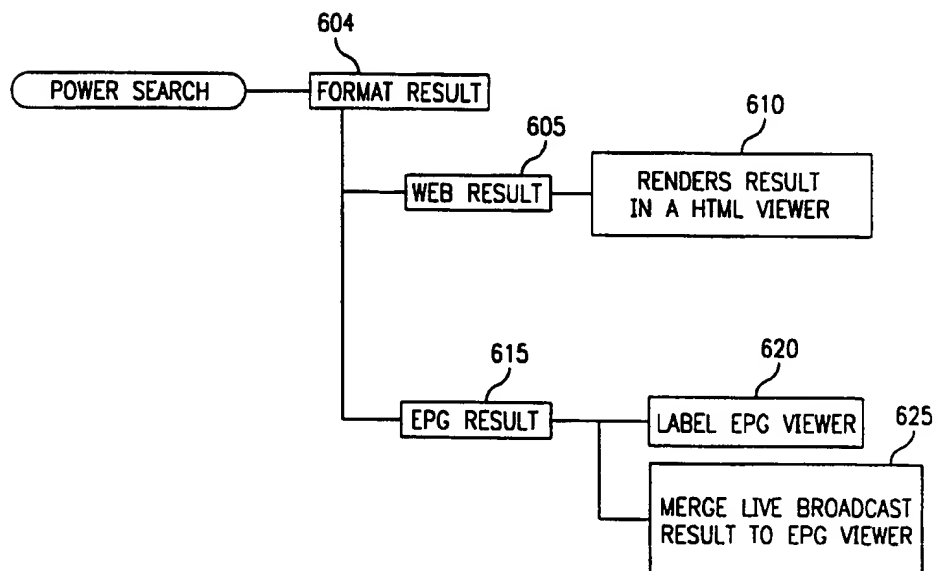 604
POWER SEARCH
FORMAT RESULT
610
605
WEB RESULT
RENDERS RESULT
IN A HTML VIEWER
615
620
EPG RESULT
LABEL EPG VIEWER
625
MERGE LIVE BROADCAST
RESULT TO EPG VIEWER